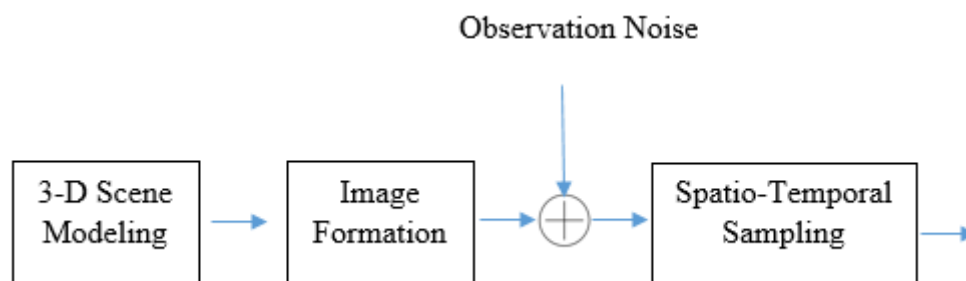 Observation Noise
3-D Scene
Modeling
Image
Formation
Spatio-Temporal
Sampling